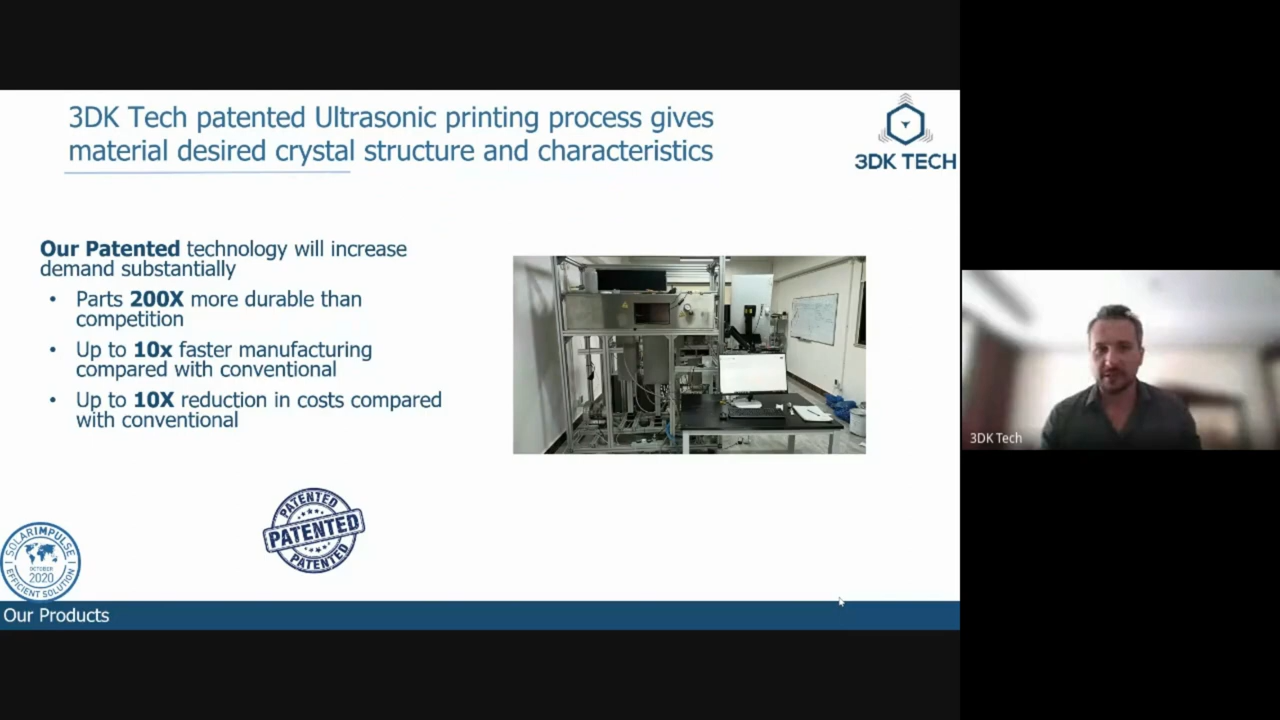 3DK Tech patented Ultrasonic printing process gives
material desired crystal structure and characteristics
3DK TECH
Our Patented technology will increase
demand substantially
• Parts 200X more durable than
competition
• Up to 10x faster manufacturing
compared with conventional
• Up to 10X reduction in costs compared
with conventional
PATENTED
PATENTED
PATENTED
SOLARIMPULSE
OCTOBER
2020
EFFICIENT SOLUTION
Our Products
3DK Tech